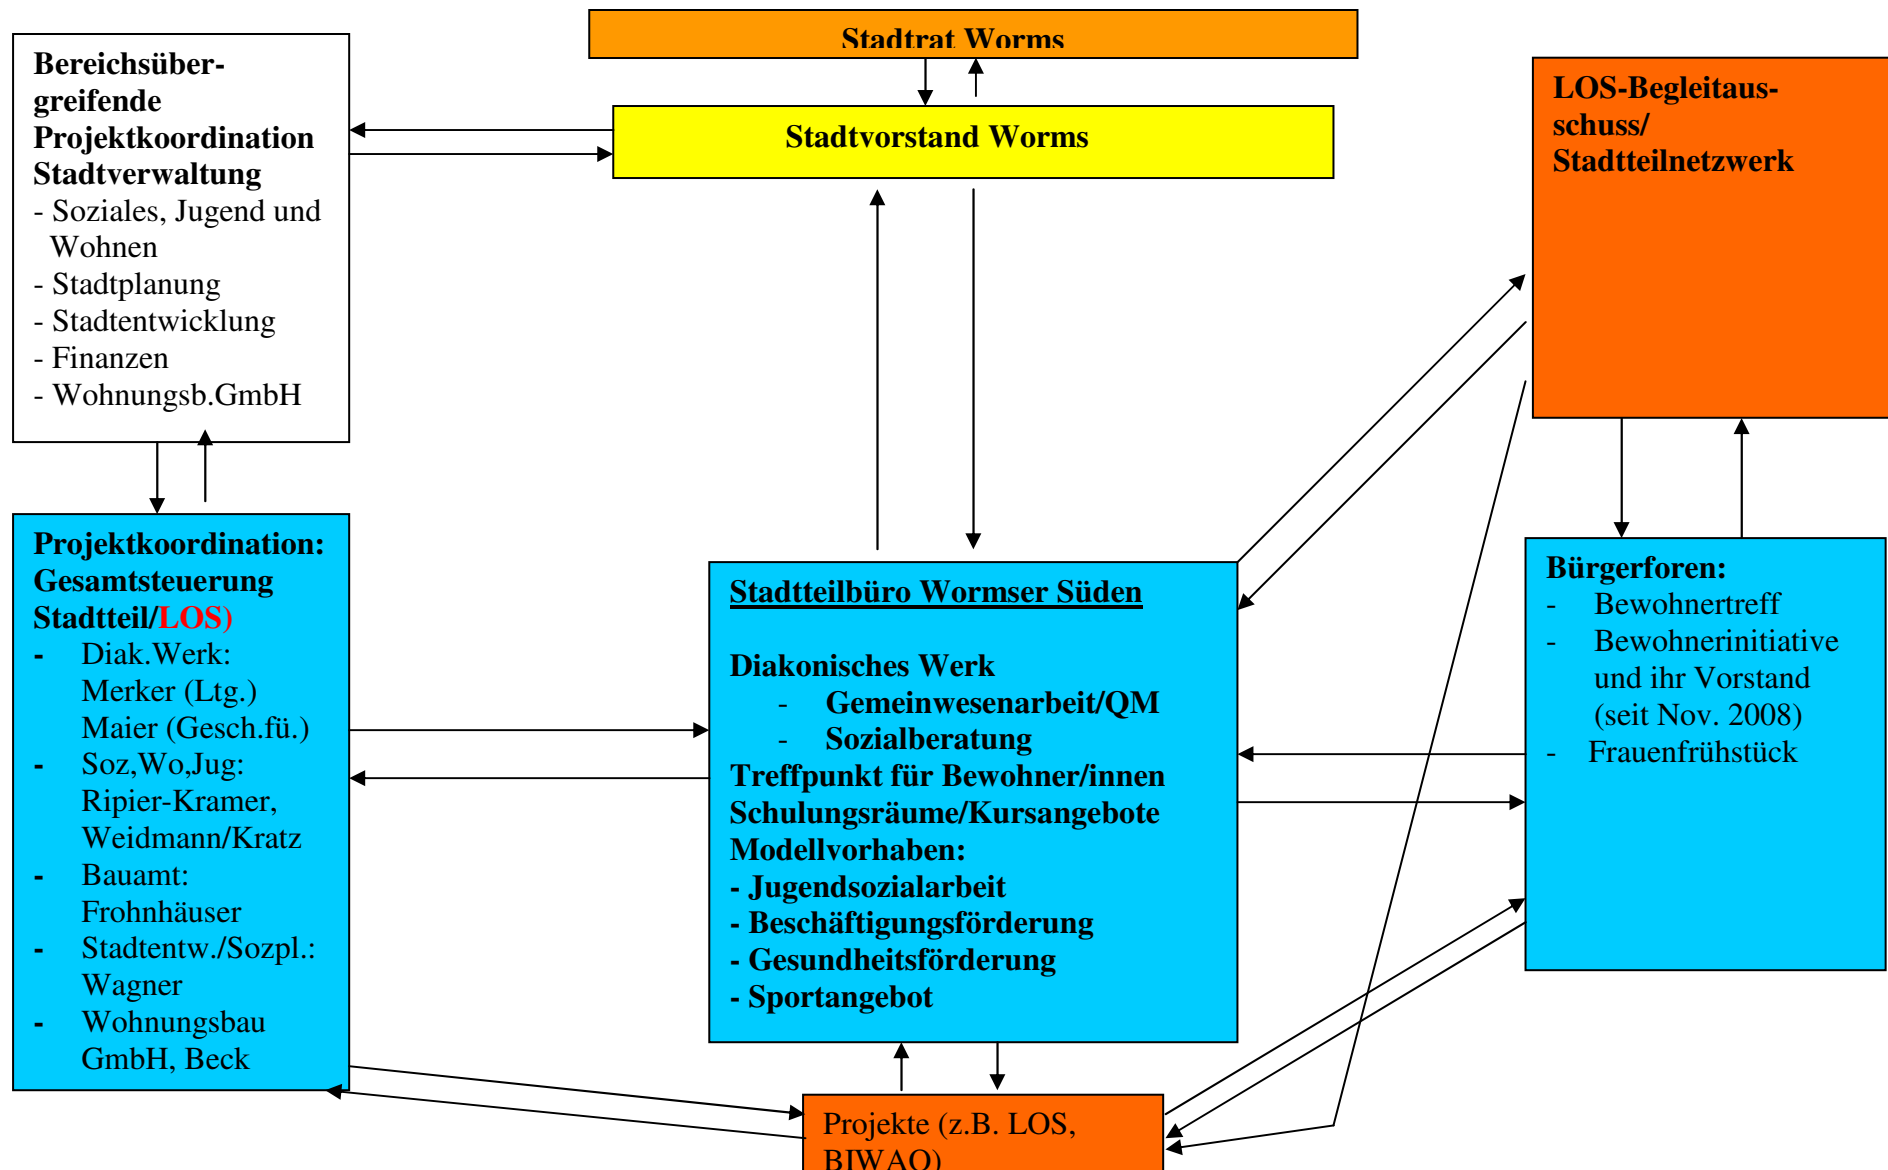 Stadtrat Worms
Bereichsüber-
greifende
Projektkoordination
Stadtverwaltung
- Soziales, Jugend und
Wohnen
- Stadtplanung
- Stadtentwicklung
- Finanzen
- Wohnungsb.GmbH
Stadtvorstand Worms
LOS-Begleitaus-
schuss/
Stadtteilnetzwerk
Projektkoordination:
Gesamtsteuerung
Stadtteil/LOS)
- Diak.Werk:
Merker (Ltg.)
Maier (Gesch.fü.)
- Soz,Wo,Jug:
Ripier-Kramer,
Weidmann/Kratz
- Bauamt:
Frohnhäuser
- Stadtentw./Sozpl.:
Wagner
- Wohnungsbau
GmbH, Beck
Stadtteilbüro Wormser Süden
Diakonisches Werk
- Gemeinwesenarbeit/QM
- Sozialberatung
Treffpunkt für Bewohner/innen
Schulungsräume/Kursangebote
Modellvorhaben:
- Jugendsozialarbeit
- Beschäftigungsförderung
- Gesundheitsförderung
- Sportangebot
Bürgerforen:
- Bewohnertreff
- Bewohnerinitiative
und ihr Vorstand
(seit Nov. 2008)
- Frauenfrühstück
Projekte (z.B. LOS,
BIWAQ)